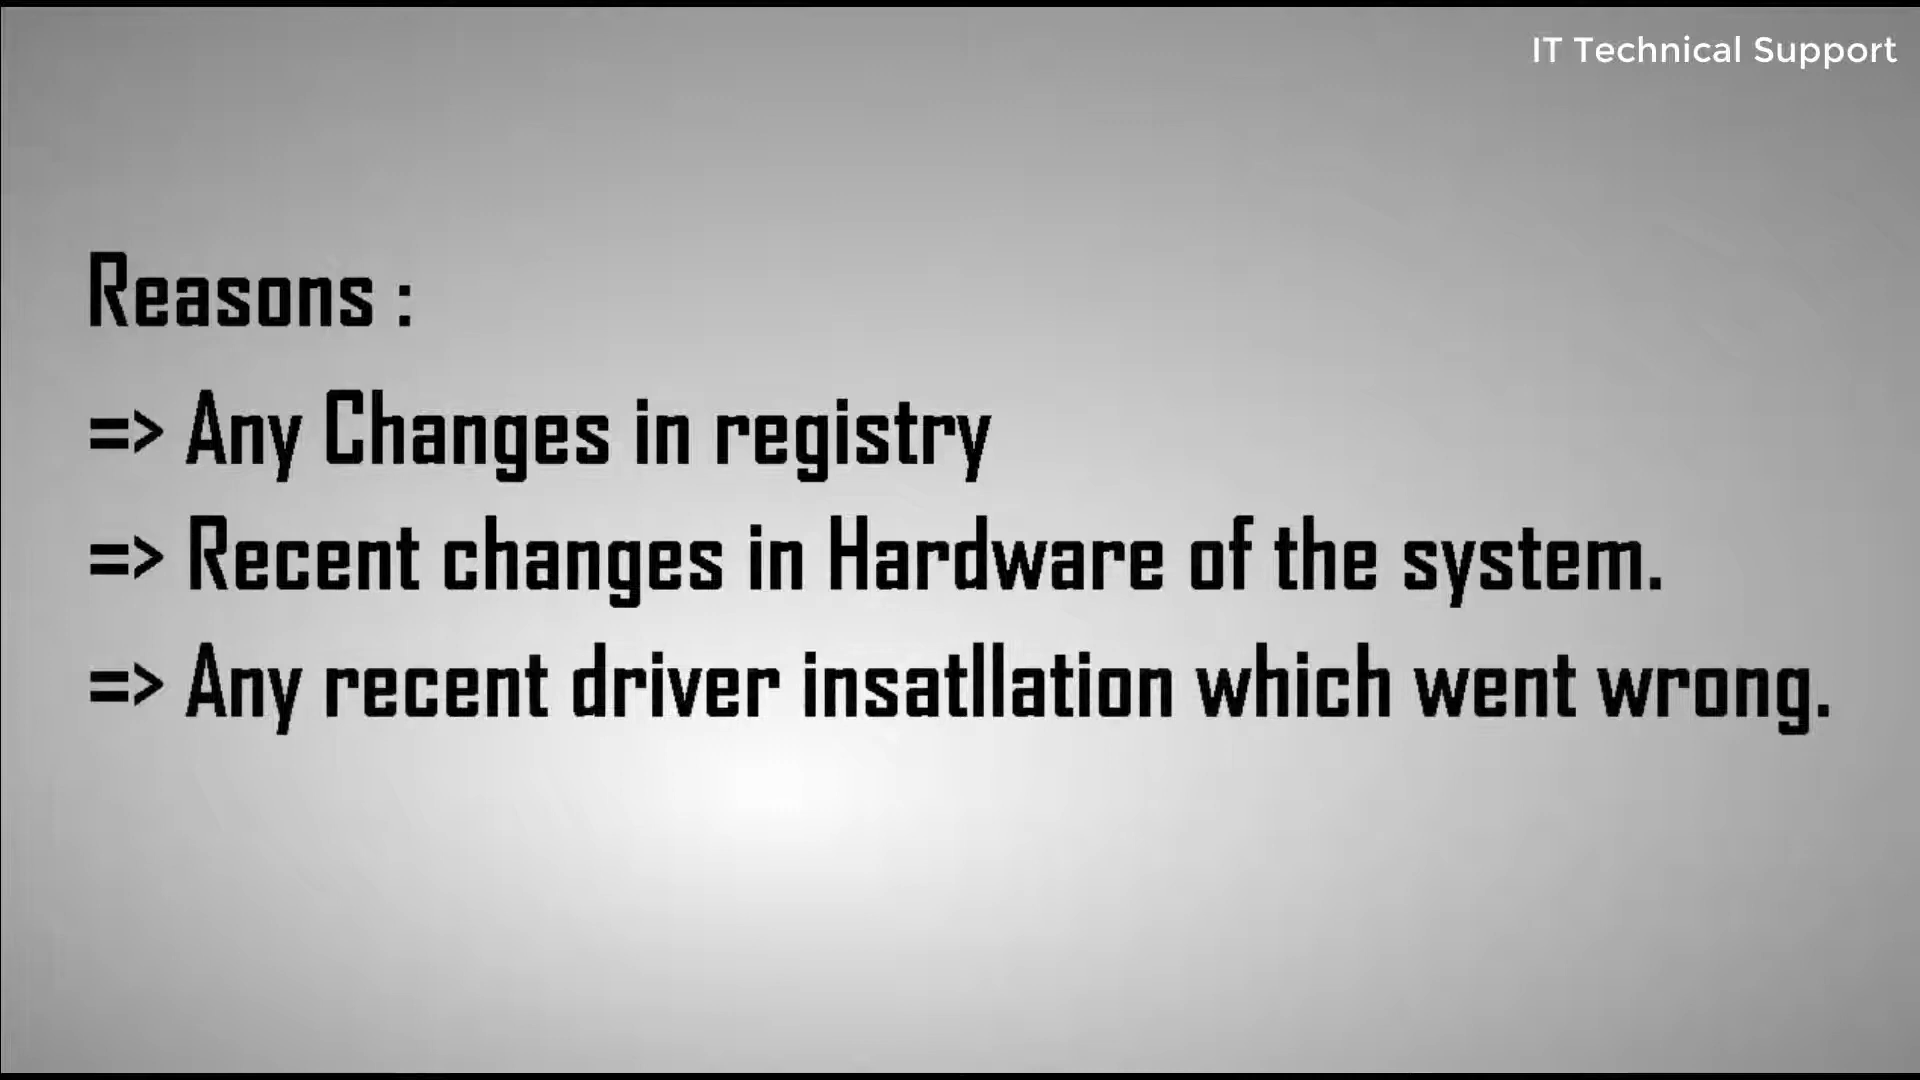 IT Technical Support
Reasons :
=> Any Changes in registry
=> Recent changes in Hardware of the system.
=> Any recent driver insatllation which went wrong.